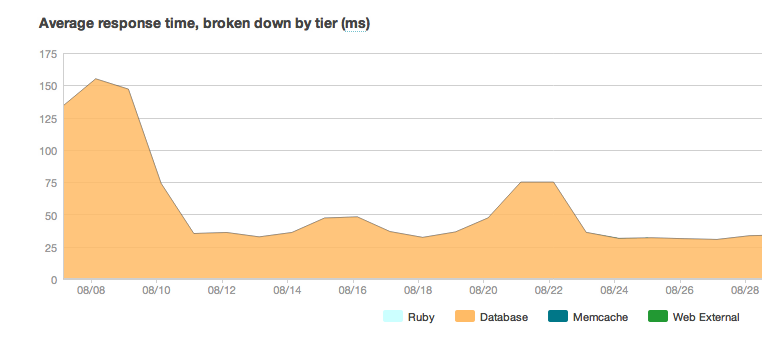 Average response time, broken down by tier (ms)
175
150
125
100
75
50
25
0
08/08 08/10 08/12 08/14 08/16 08/18 08/20 08/22 08/24 08/26 08/28
Ruby Database Memcache Web External